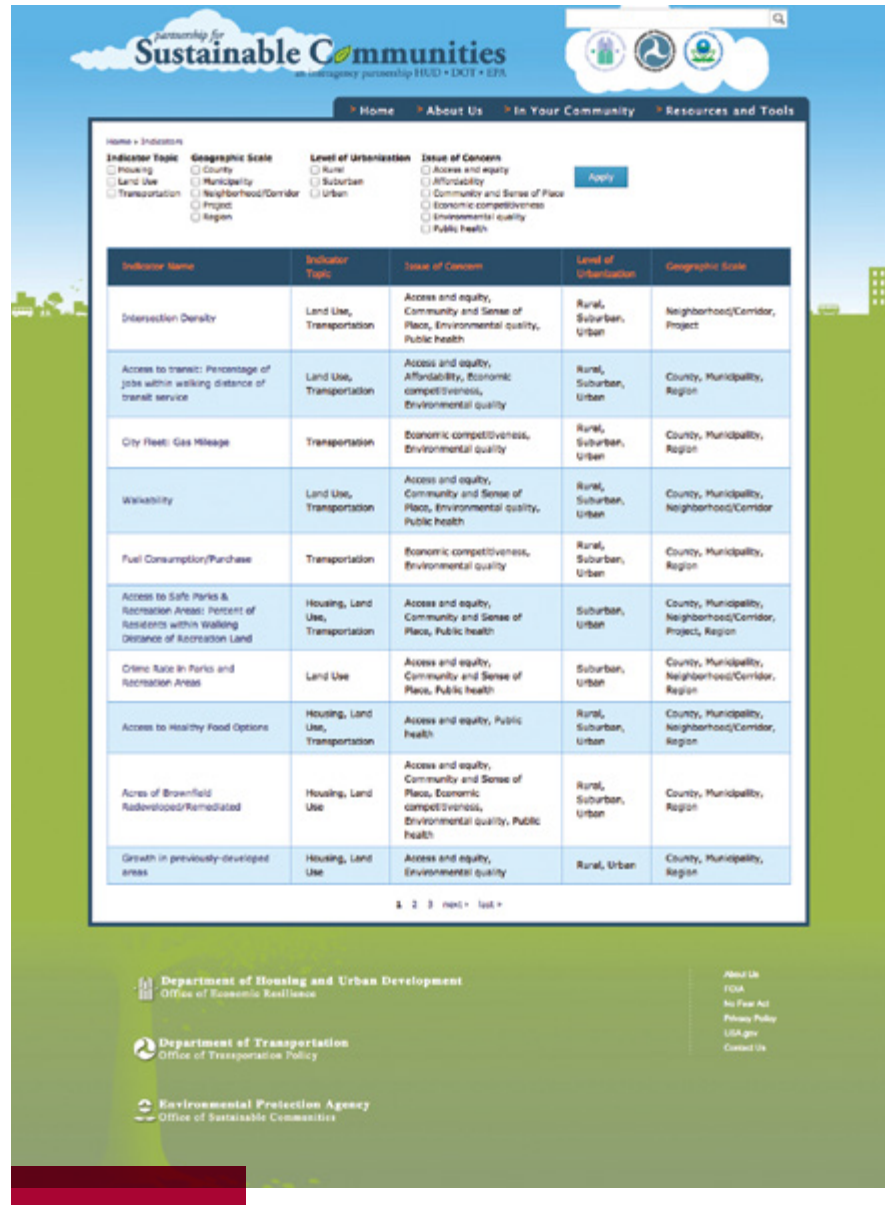 partnership for
Sustainable Communities
an interagency partnership HUD • DOT • EPA
Home About Us In Your Community Resources and Tools
Home » Indicators
Indicator Topic Geographic Scale Level of Urbanization Issue of Concern
Housing County Rural Access and equity
Land Use Municipality Suburban Affordability
Transportation Neighborhood/Corridor Urban Community and Sense of Place
Project Economic competitiveness
Region Environmental quality
Public health
Apply
Indicator Name Indicator Topic Issue of Concern Level of Urbanization Geographic Scale
Intersection Density
Land Use,
Transportation
Access and equity,
Community and Sense of
Place, Environmental quality,
Public health
Rural,
Suburban,
Urban
Neighborhood/Corridor,
Project
Access to transit: Percentage of
jobs within walking distance of
transit service
Land Use,
Transportation
Access and equity,
Affordability, Economic
competitiveness,
Environmental quality
Rural,
Suburban,
Urban
County, Municipality,
Region
City Fleet: Gas Mileage
Transportation
Economic competitiveness,
Environmental quality
Rural,
Suburban,
Urban
County, Municipality,
Region
Walkability
Land Use,
Transportation
Access and equity,
Community and Sense of
Place, Environmental quality,
Public health
Rural,
Suburban,
Urban
County, Municipality,
Neighborhood/Corridor
Fuel Consumption/Purchase
Transportation
Economic competitiveness,
Environmental quality
Rural,
Suburban,
Urban
County, Municipality,
Region
Access to Safe Parks &
Recreation Areas: Percent of
Residents within Walking
Distance of Recreation Land
Housing, Land
Use,
Transportation
Access and equity,
Community and Sense of
Place, Public health
Suburban,
Urban
County, Municipality,
Neighborhood/Corridor,
Project, Region
Crime Rate in Parks and
Recreation Areas
Land Use
Access and equity,
Community and Sense of
Place, Public health
Suburban,
Urban
County, Municipality,
Neighborhood/Corridor,
Region
Access to Healthy Food Options
Housing, Land
Use,
Transportation
Access and equity, Public
health
Rural,
Suburban,
Urban
County, Municipality,
Neighborhood/Corridor,
Region
Acres of Brownfield
Redeveloped/Remediated
Housing, Land
Use
Access and equity,
Community and Sense of
Place, Economic
competitiveness,
Environmental quality, Public
health
Rural,
Suburban,
Urban
County, Municipality,
Region
Growth in previously-developed
areas
Housing, Land
Use
Access and equity,
Environmental quality
Rural, Urban
County, Municipality,
Region
1 2 3 next › last »
Department of Housing and Urban Development
Office of Economic Resilience
Department of Transportation
Office of Transportation Policy
Environmental Protection Agency
Office of Sustainable Communities
About Us
FOIA
No Fear Act
Privacy Policy
USA.gov
Contact Us